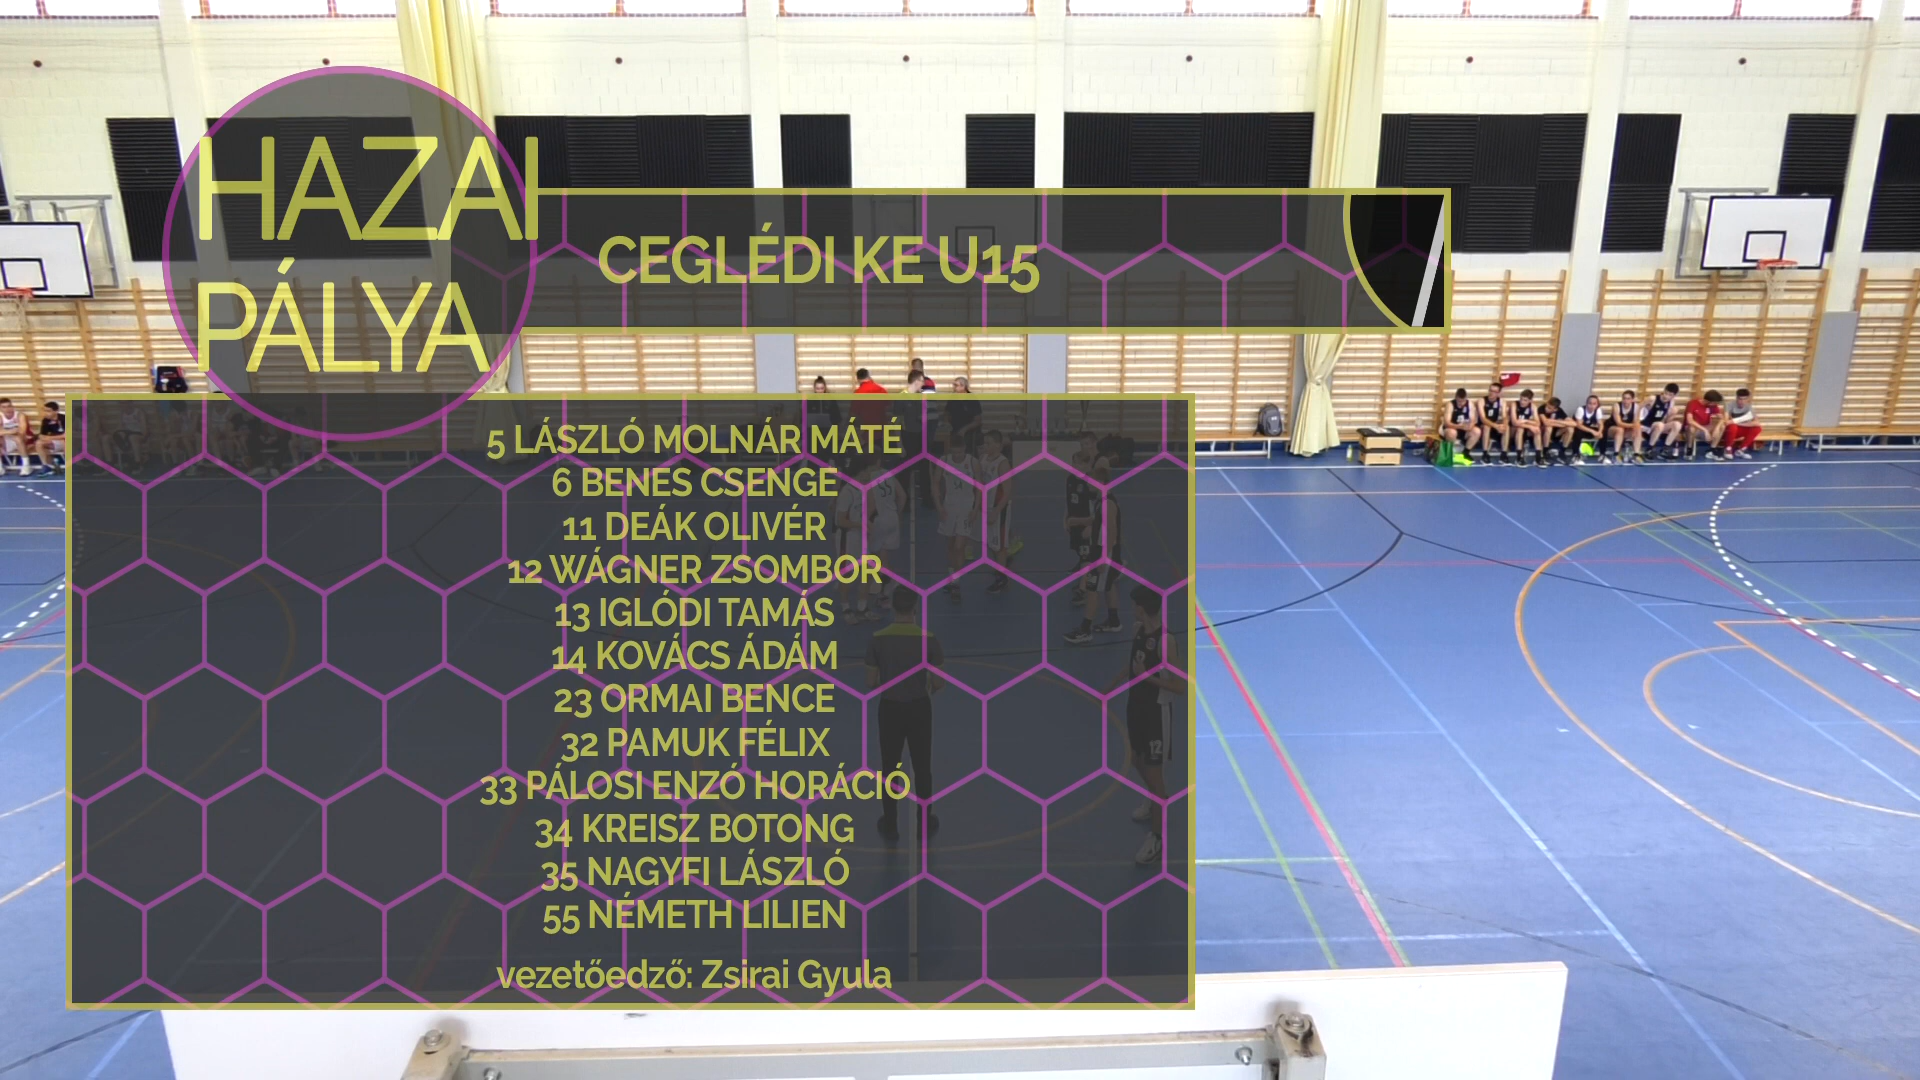 HAZAI
PÁLYA
CEGLÉDI KE U15
5 LÁSZLÓ MOLNÁR MÁTÉ
6 BENES CSENGE
11 DEÁK OLIVÉR
12 WÁGNER ZSOMBOR
13 IGLÓDI TAMÁS
14 KOVÁCS ÁDÁM
23 ORMAI BENCE
32 PAMUK FÉLIX
33 PÁLOSI ENZÓ HORÁCIÓ
34 KREISZ BOTONG
35 NAGYFI LÁSZLÓ
55 NÉMETH LILIEN
vezetőedző: Zsirai Gyula
12